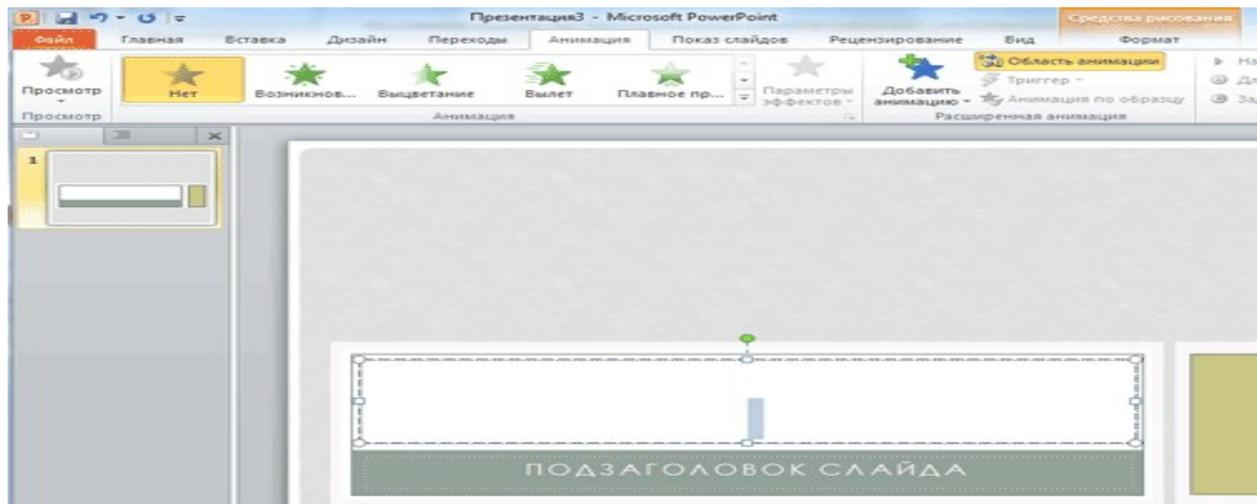 Презентация3 - Microsoft PowerPoint
Средства рисования
Файл Главная Вставка Дизайн Переходы Анимация Показ слайдов Рецензирование Вид Формат
Просмотр
Нет Возникнов... Выцветание Вылет Плавное пр...
Параметры эффектов
Добавить анимацию
Область анимации
Триггер
Анимация по образцу
На
Просмотр Анимация Расширенная анимация
1
ПОДЗАГОЛОВОК СЛАЙДА